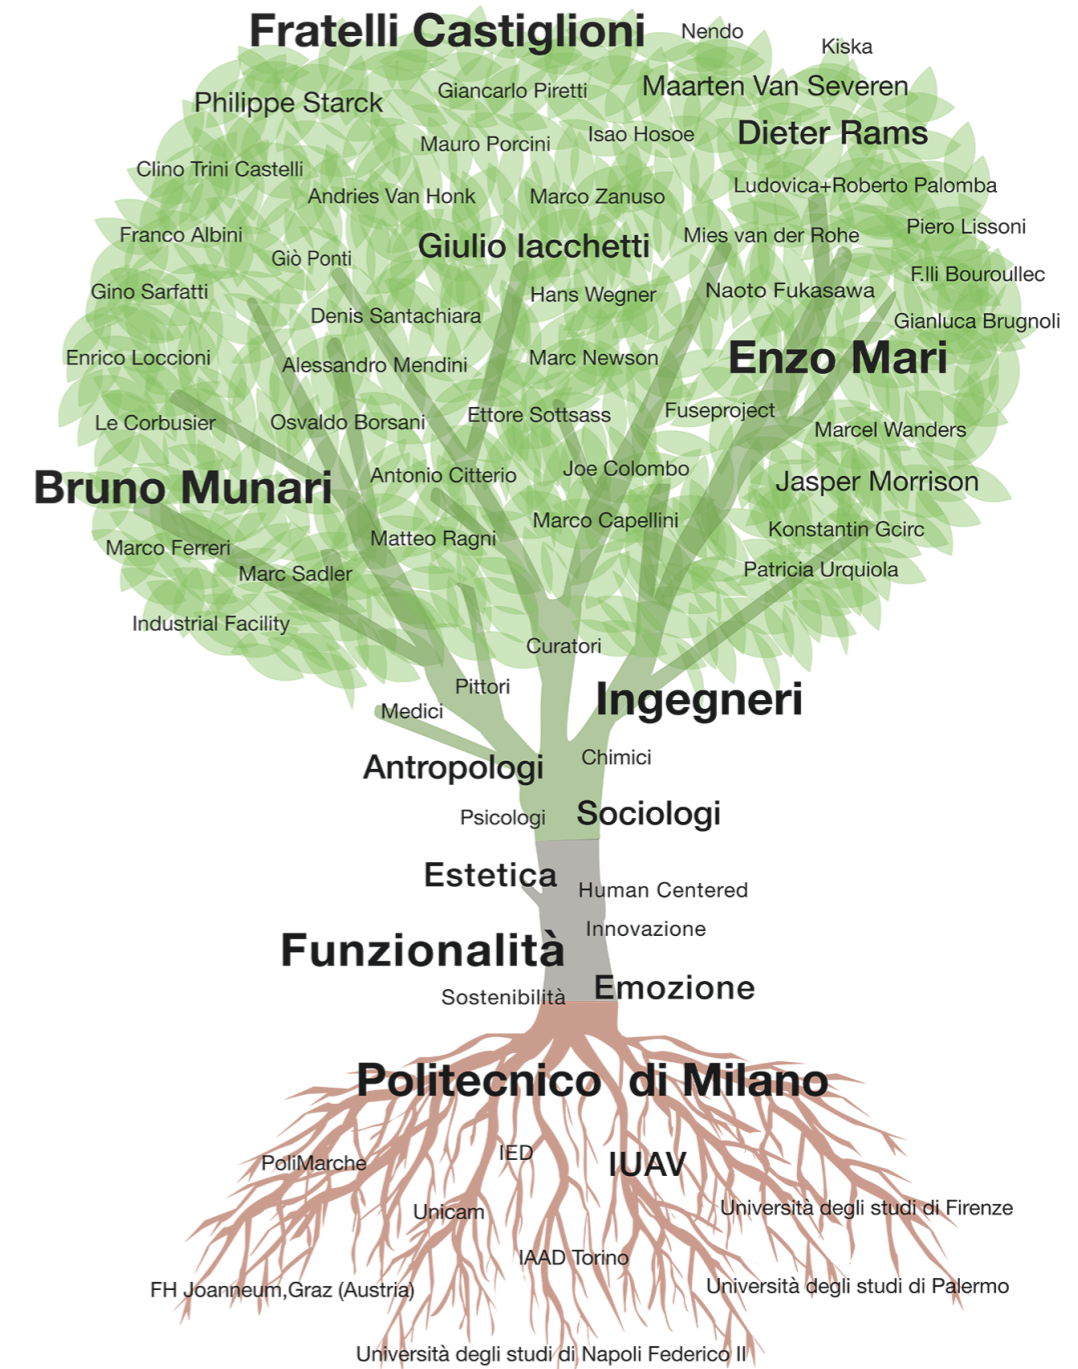 Fratelli Castiglioni
Nendo
Kiska
Giancarlo Piretti
Maarten Van Severen
Philippe Starck
Mauro Porcini
Isao Hosoe
Dieter Rams
Clino Trini Castelli
Andries Van Honk
Marco Zanuso
Ludovica+Roberto Palomba
Franco Albini
Giò Ponti
Giulio Iacchetti
Mies van der Rohe
Piero Lissoni
Gino Sarfatti
Hans Wegner
Naoto Fukasawa
F.lli Bouroullec
Denis Santachiara
Gianluca Brugnoli
Enrico Loccioni
Alessandro Mendini
Marc Newson
Enzo Mari
Le Corbusier
Osvaldo Borsani
Ettore Sottsass
Fuseproject
Marcel Wanders
Bruno Munari
Antonio Citterio
Joe Colombo
Jasper Morrison
Marco Ferreri
Matteo Ragni
Marco Capellini
Konstantin Gcirc
Marc Sadler
Patricia Urquiola
Industrial Facility
Curatori
Pittori
Medici
Ingegneri
Antropologi
Chimici
Psicologi
Sociologi
Estetica
Human Centered
Innovazione
Funzionalità
Sostenibilità
Emozione
Politecnico di Milano
PoliMarche
IED
IUAV
Unicam
Università degli studi di Firenze
IAAD Torino
FH Joanneum,Graz (Austria)
Università degli studi di Palermo
Università degli studi di Napoli Federico II